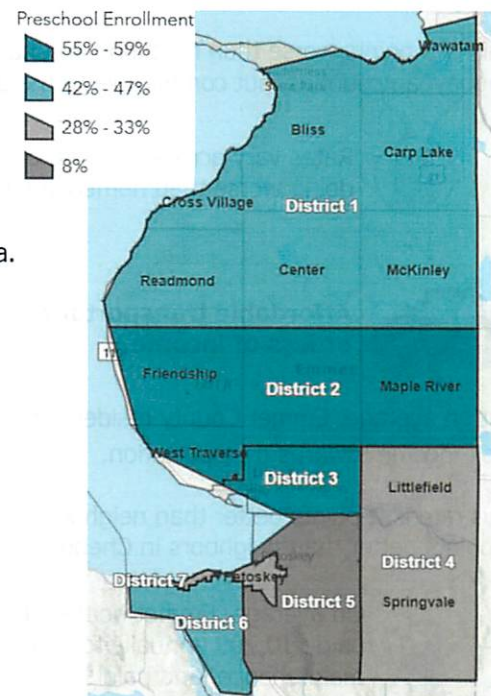 Preschool Enrollment
55% - 59%
42% - 47%
28% - 33%
8%
a.
Wawatam
Bliss
Carp Lake
Cross Village
District 1
Readmond
Center
McKinley
Friendship
District 2
Maple River
West Traverse
District 3
Littlefield
District 4
District 7
Petoskey
District 5
Springvale
District 6